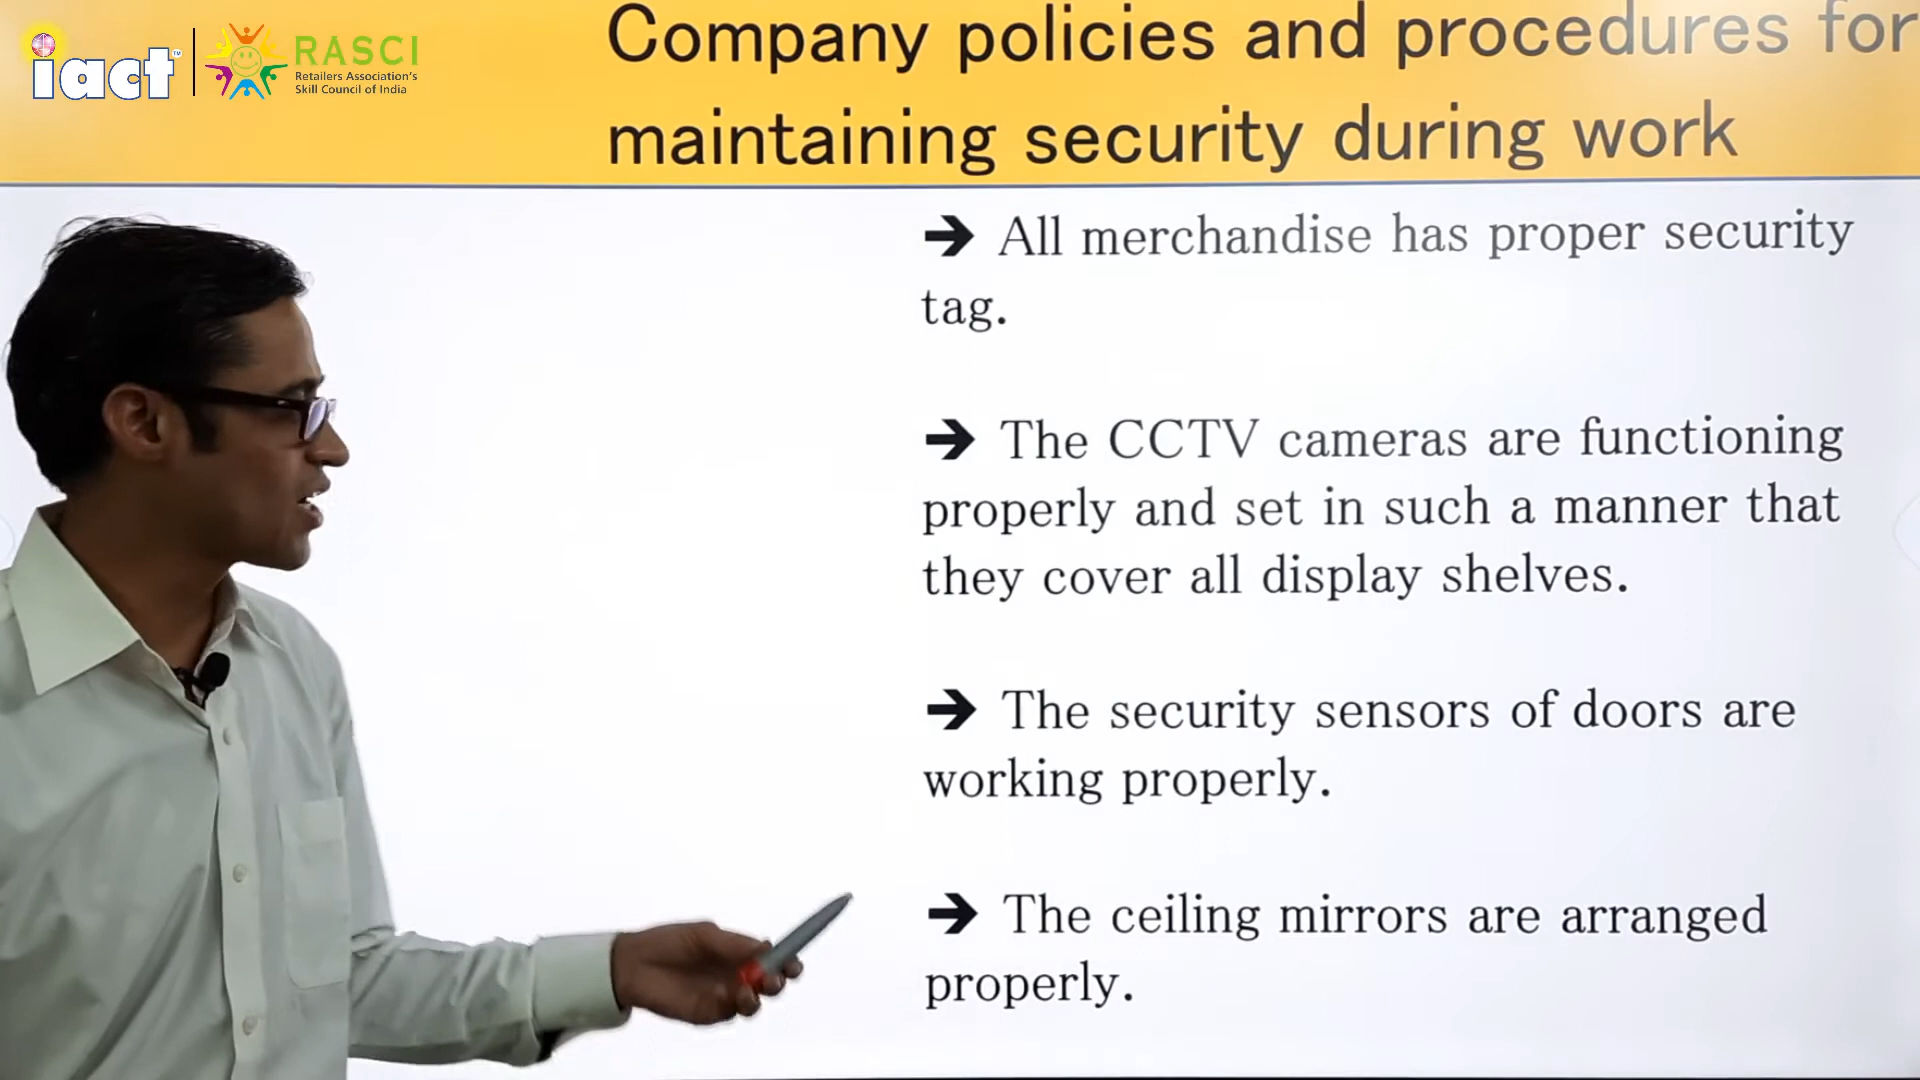 iact™
RASCI
Retailers Association's
Skill Council of India
Company policies and procedures for
maintaining security during work
➔ All merchandise has proper security
tag.
➔ The CCTV cameras are functioning
properly and set in such a manner that
they cover all display shelves.
➔ The security sensors of doors are
working properly.
➔ The ceiling mirrors are arranged
properly.